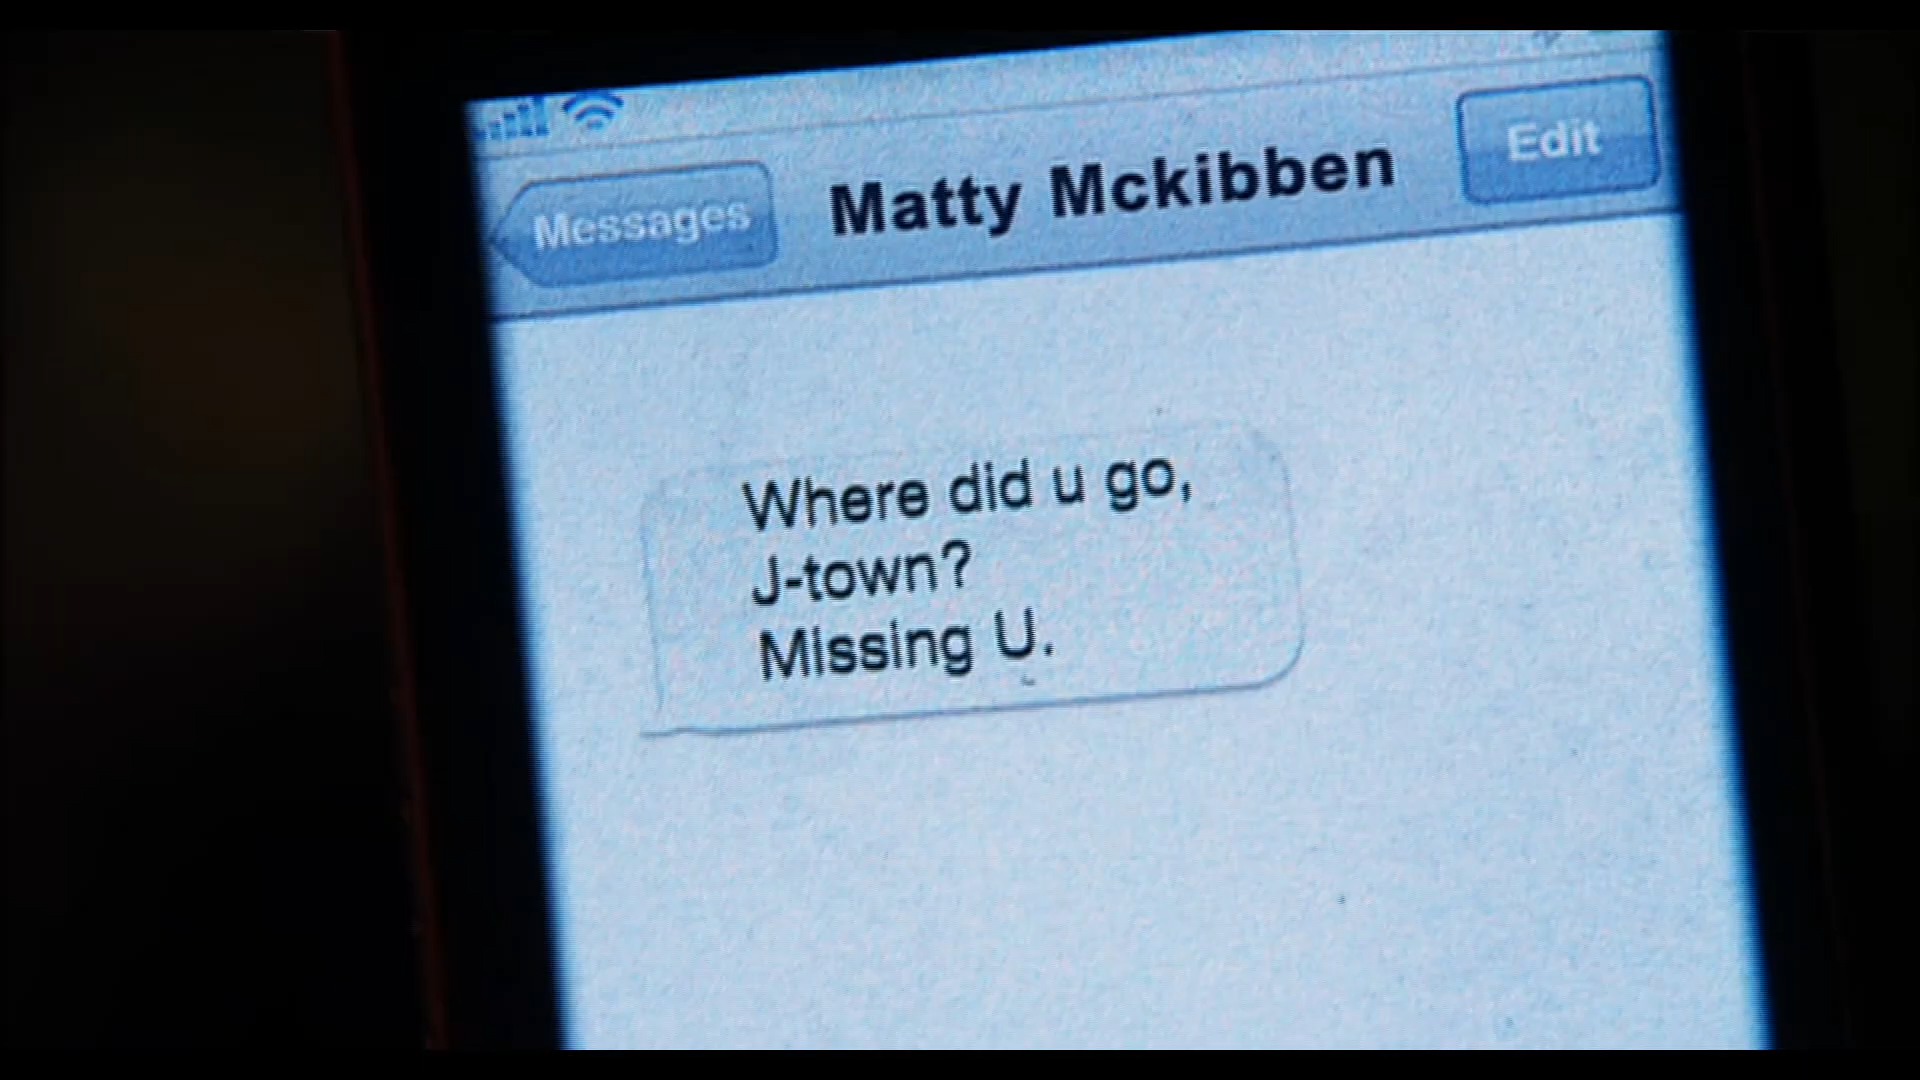 Messages
Matty Mckibben
Edit
Where did u go,
J-town?
Missing U.